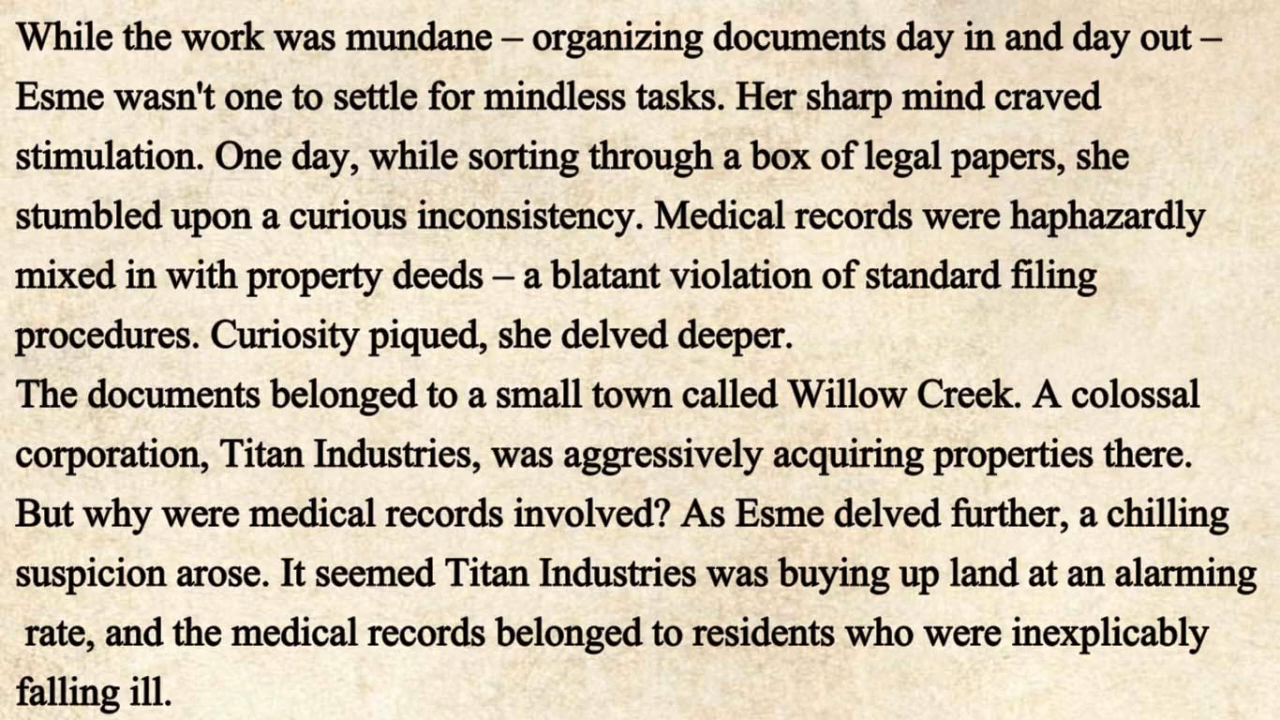 While the work was mundane – organizing documents day in and day out –
Esme wasn't one to settle for mindless tasks. Her sharp mind craved
stimulation. One day, while sorting through a box of legal papers, she
stumbled upon a curious inconsistency. Medical records were haphazardly
mixed in with property deeds – a blatant violation of standard filing
procedures. Curiosity piqued, she delved deeper.
The documents belonged to a small town called Willow Creek. A colossal
corporation, Titan Industries, was aggressively acquiring properties there.
But why were medical records involved? As Esme delved further, a chilling
suspicion arose. It seemed Titan Industries was buying up land at an alarming
rate, and the medical records belonged to residents who were inexplicably
falling ill.